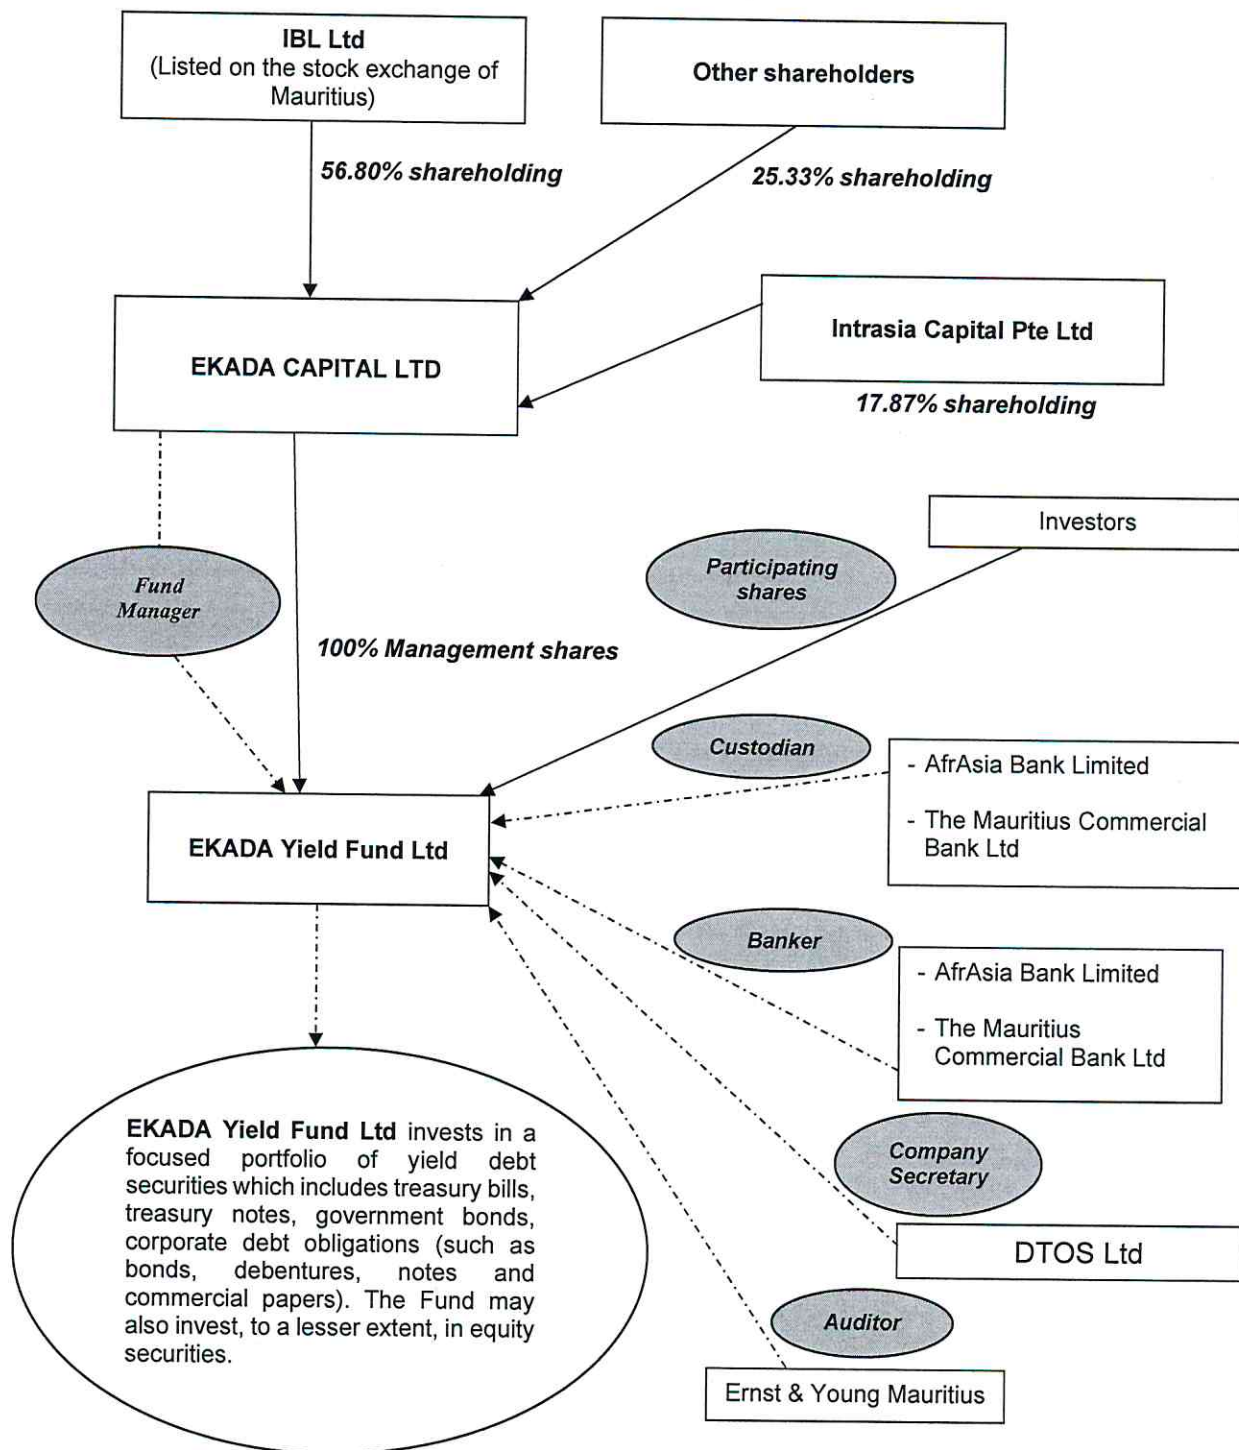 IBL Ltd
(Listed on the stock exchange of
Mauritius)
Other shareholders
56.80% shareholding
25.33% shareholding
EKADA CAPITAL LTD
Intrasia Capital Pte Ltd
17.87% shareholding
Investors
Participating
shares
Fund
Manager
100% Management shares
Custodian
- AfrAsia Bank Limited
- The Mauritius Commercial
Bank Ltd
EKADA Yield Fund Ltd
Banker
- AfrAsia Bank Limited
- The Mauritius
Commercial Bank Ltd
Company
Secretary
DTOS Ltd
EKADA Yield Fund Ltd invests in a
focused portfolio of yield debt
securities which includes treasury bills,
treasury notes, government bonds,
corporate debt obligations (such as
bonds, debentures, notes and
commercial papers). The Fund may
also invest, to a lesser extent, in equity
securities.
Auditor
Ernst & Young Mauritius